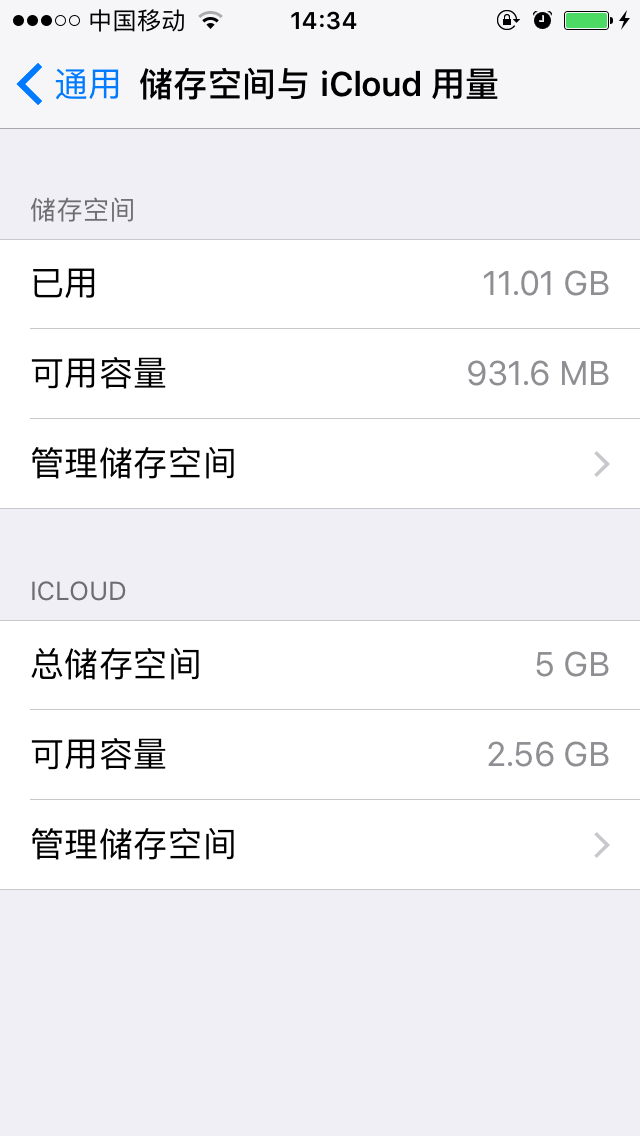 中国移动 14:34
通用 储存空间与 iCloud 用量
储存空间
已用 11.01 GB
可用容量 931.6 MB
管理储存空间
ICLOUD
总储存空间 5 GB
可用容量 2.56 GB
管理储存空间